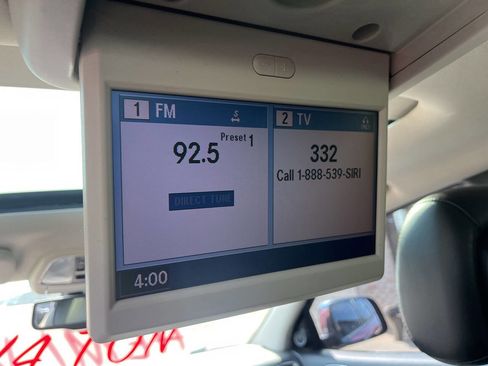 1 FM
Preset 1
92.5
DIRECT TUNE
2 TV
332
Call 1-888-539-SIRI
4:00